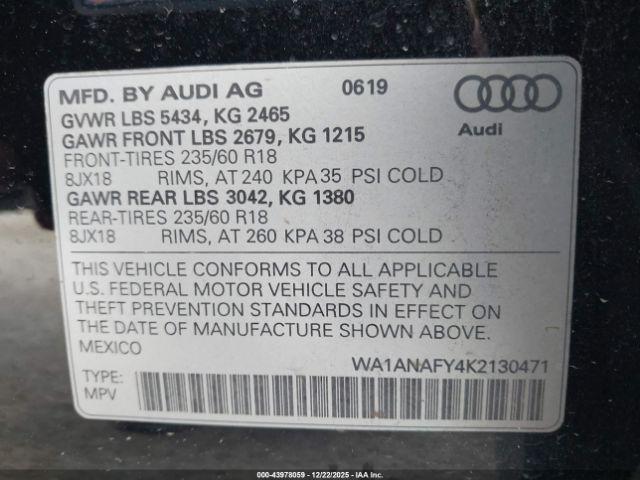 MFD. BY AUDI AG 0619
Audi
GVWR LBS 5434, KG 2465
GAWR FRONT LBS 2679, KG 1215
FRONT-TIRES 235/60 R18
8JX18 RIMS, AT 240 KPA 35 PSI COLD
GAWR REAR LBS 3042, KG 1380
REAR-TIRES 235/60 R18
8JX18 RIMS, AT 260 KPA 38 PSI COLD
THIS VEHICLE CONFORMS TO ALL APPLICABLE
U.S. FEDERAL MOTOR VEHICLE SAFETY AND
THEFT PREVENTION STANDARDS IN EFFECT ON
THE DATE OF MANUFACTURE SHOWN ABOVE.
MEXICO
WA1ANAFY4K2130471
TYPE:
MPV
000-43978059 - 12/22/2025 - IAAI.COM